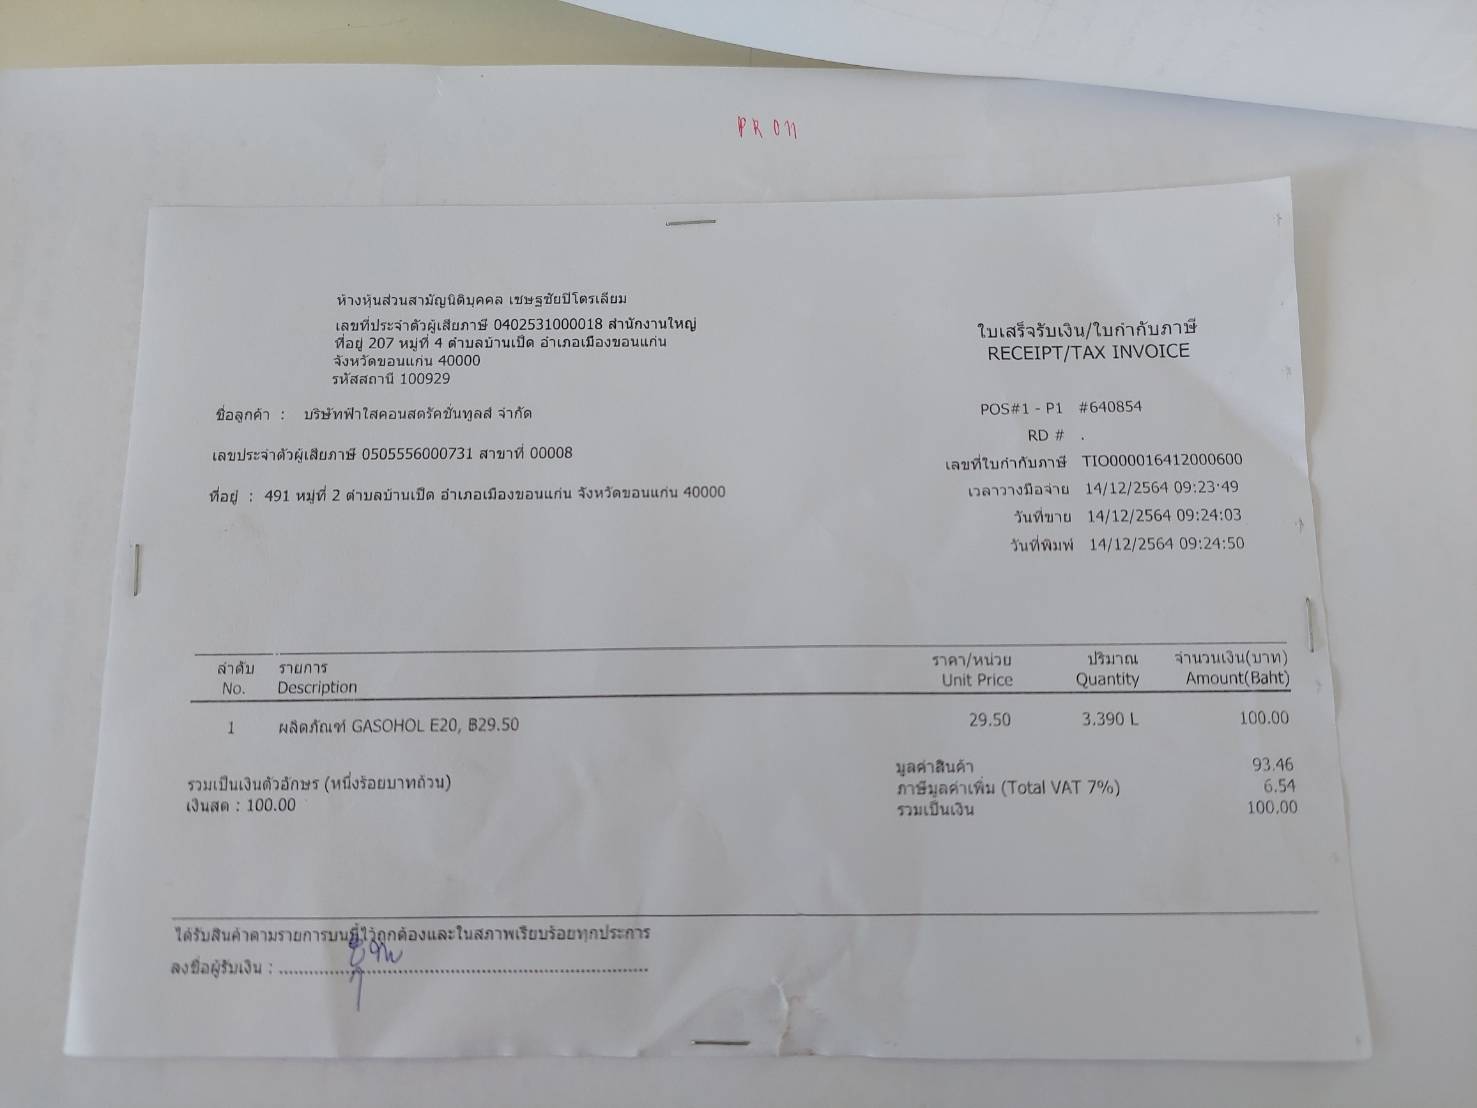 PR 011
ห้างหุ้นส่วนสามัญนิติบุคคล เชษฐชัยปิโตรเลียม
เลขที่ประจำตัวผู้เสียภาษี 0402531000018 สำนักงานใหญ่
ที่อยู่ 207 หมู่ที่ 4 ตำบลบ้านเป็ด อำเภอเมืองขอนแก่น
จังหวัดขอนแก่น 40000
รหัสสถานี 100929
ใบเสร็จรับเงิน/ใบกำกับภาษี
RECEIPT/TAX INVOICE
ชื่อลูกค้า : บริษัทฟ้าใสคอนสตรัคชั่นทูลส์ จำกัด
เลขประจำตัวผู้เสียภาษี 0505556000731 สาขาที่ 00008
ที่อยู่ : 491 หมู่ที่ 2 ตำบลบ้านเป็ด อำเภอเมืองขอนแก่น จังหวัดขอนแก่น 40000
POS#1 - P1 #640854
RD # .
เลขที่ใบกำกับภาษี TIO000016412000600
เวลาวางมือจ่าย 14/12/2564 09:23:49
วันที่ขาย 14/12/2564 09:24:03
วันที่พิมพ์ 14/12/2564 09:24:50
ลำดับ รายการ ราคา/หน่วย ปริมาณ จำนวนเงิน(บาท)
No. Description Unit Price Quantity Amount(Baht)
1 ผลิตภัณฑ์ GASOHOL E20, ฿29.50 29.50 3.390 L 100.00
มูลค่าสินค้า 93.46
รวมเป็นเงินตัวอักษร (หนึ่งร้อยบาทถ้วน) ภาษีมูลค่าเพิ่ม (Total VAT 7%) 6.54
เงินสด : 100.00 รวมเป็นเงิน 100.00
ได้รับสินค้าตามรายการบนนี้ไว้ถูกต้องและในสภาพเรียบร้อยทุกประการ
ลงชื่อผู้รับเงิน :